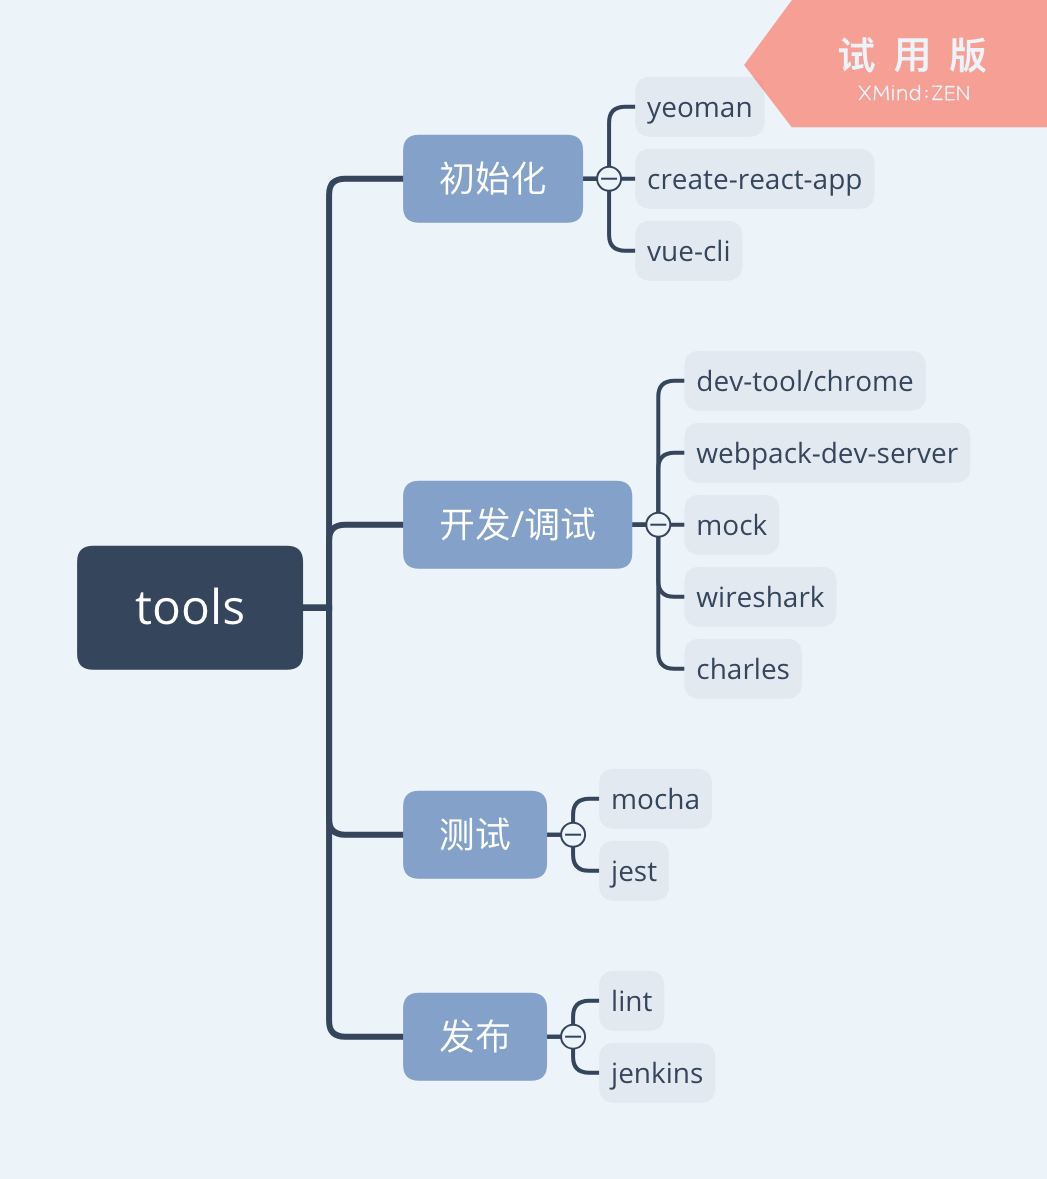 试用版
XMind:ZEN
tools
初始化
yeoman
create-react-app
vue-cli
开发/调试
dev-tool/chrome
webpack-dev-server
mock
wireshark
charles
测试
mocha
jest
发布
lint
jenkins